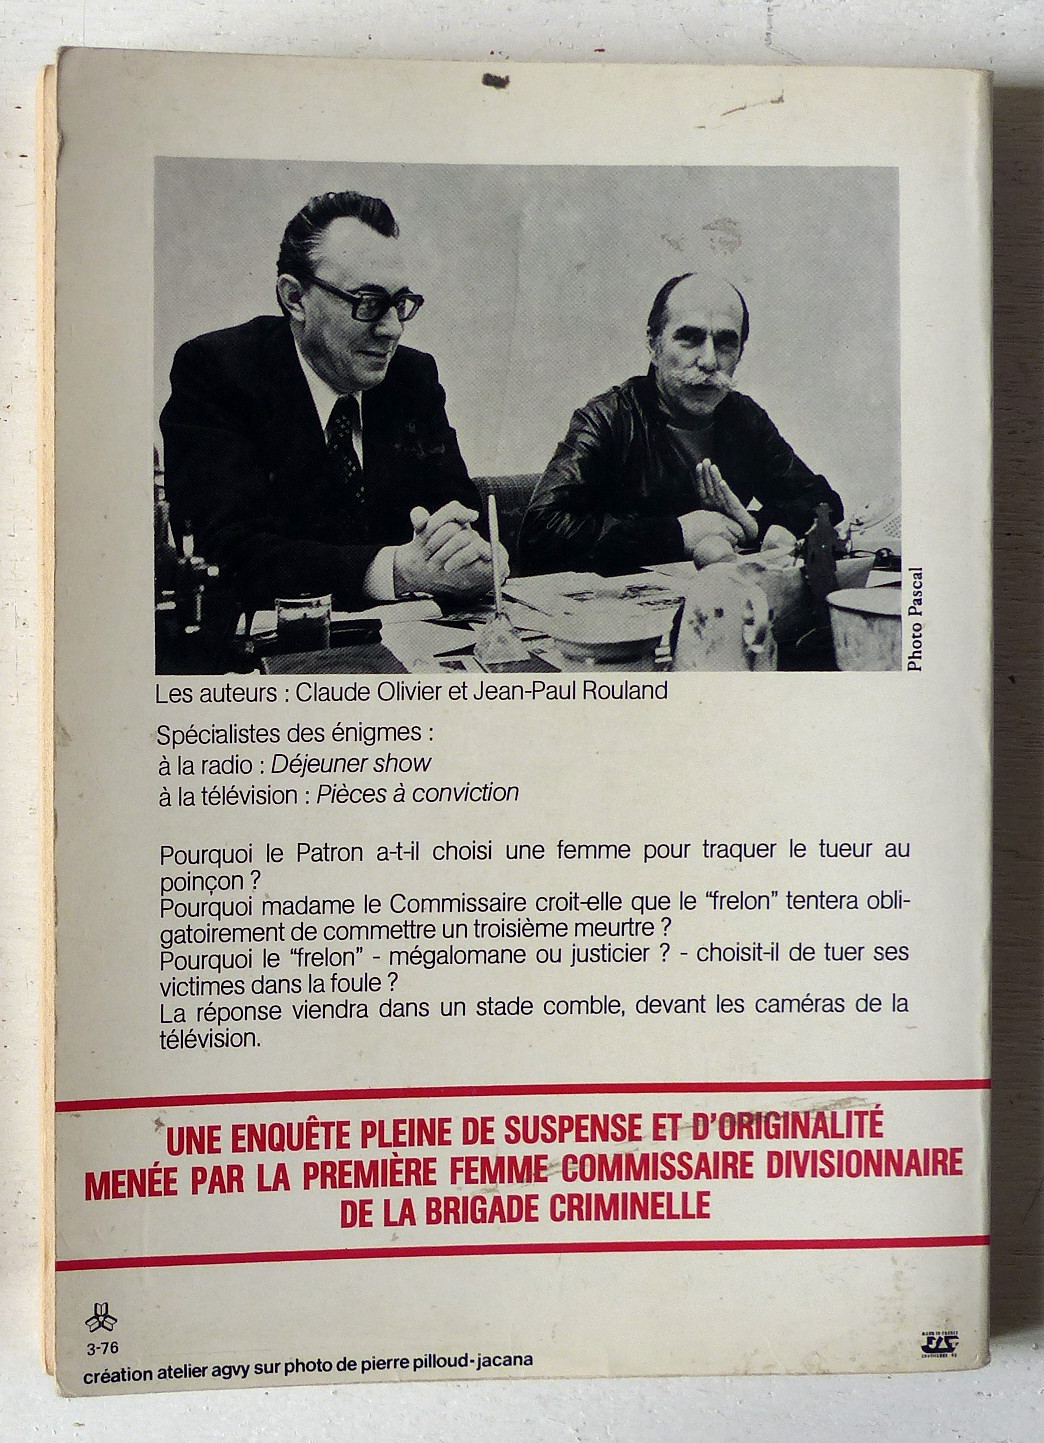 Photo Pascal
Les auteurs : Claude Olivier et Jean-Paul Rouland
Spécialistes des énigmes :
à la radio : Déjeuner show
à la télévision : Pièces à conviction
Pourquoi le Patron a-t-il choisi une femme pour traquer le tueur au
poinçon ?
Pourquoi madame le Commissaire croit-elle que le “frelon” tentera obli-
gatoirement de commettre un troisième meurtre ?
Pourquoi le “frelon” - mégalomane ou justicier ? - choisit-il de tuer ses
victimes dans la foule ?
La réponse viendra dans un stade comble, devant les caméras de la
télévision.
UNE ENQUÊTE PLEINE DE SUSPENSE ET D’ORIGINALITÉ
MENÉE PAR LA PREMIÈRE FEMME COMMISSAIRE DIVISIONNAIRE
DE LA BRIGADE CRIMINELLE
3-76
création atelier agvy sur photo de pierre pilloud-jacana